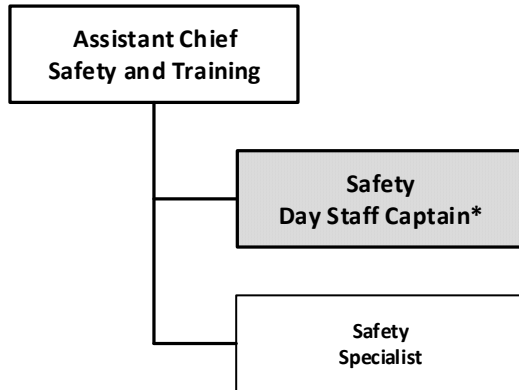 Assistant Chief
Safety and Training
Safety
Day Staff Captain*
Safety
Specialist